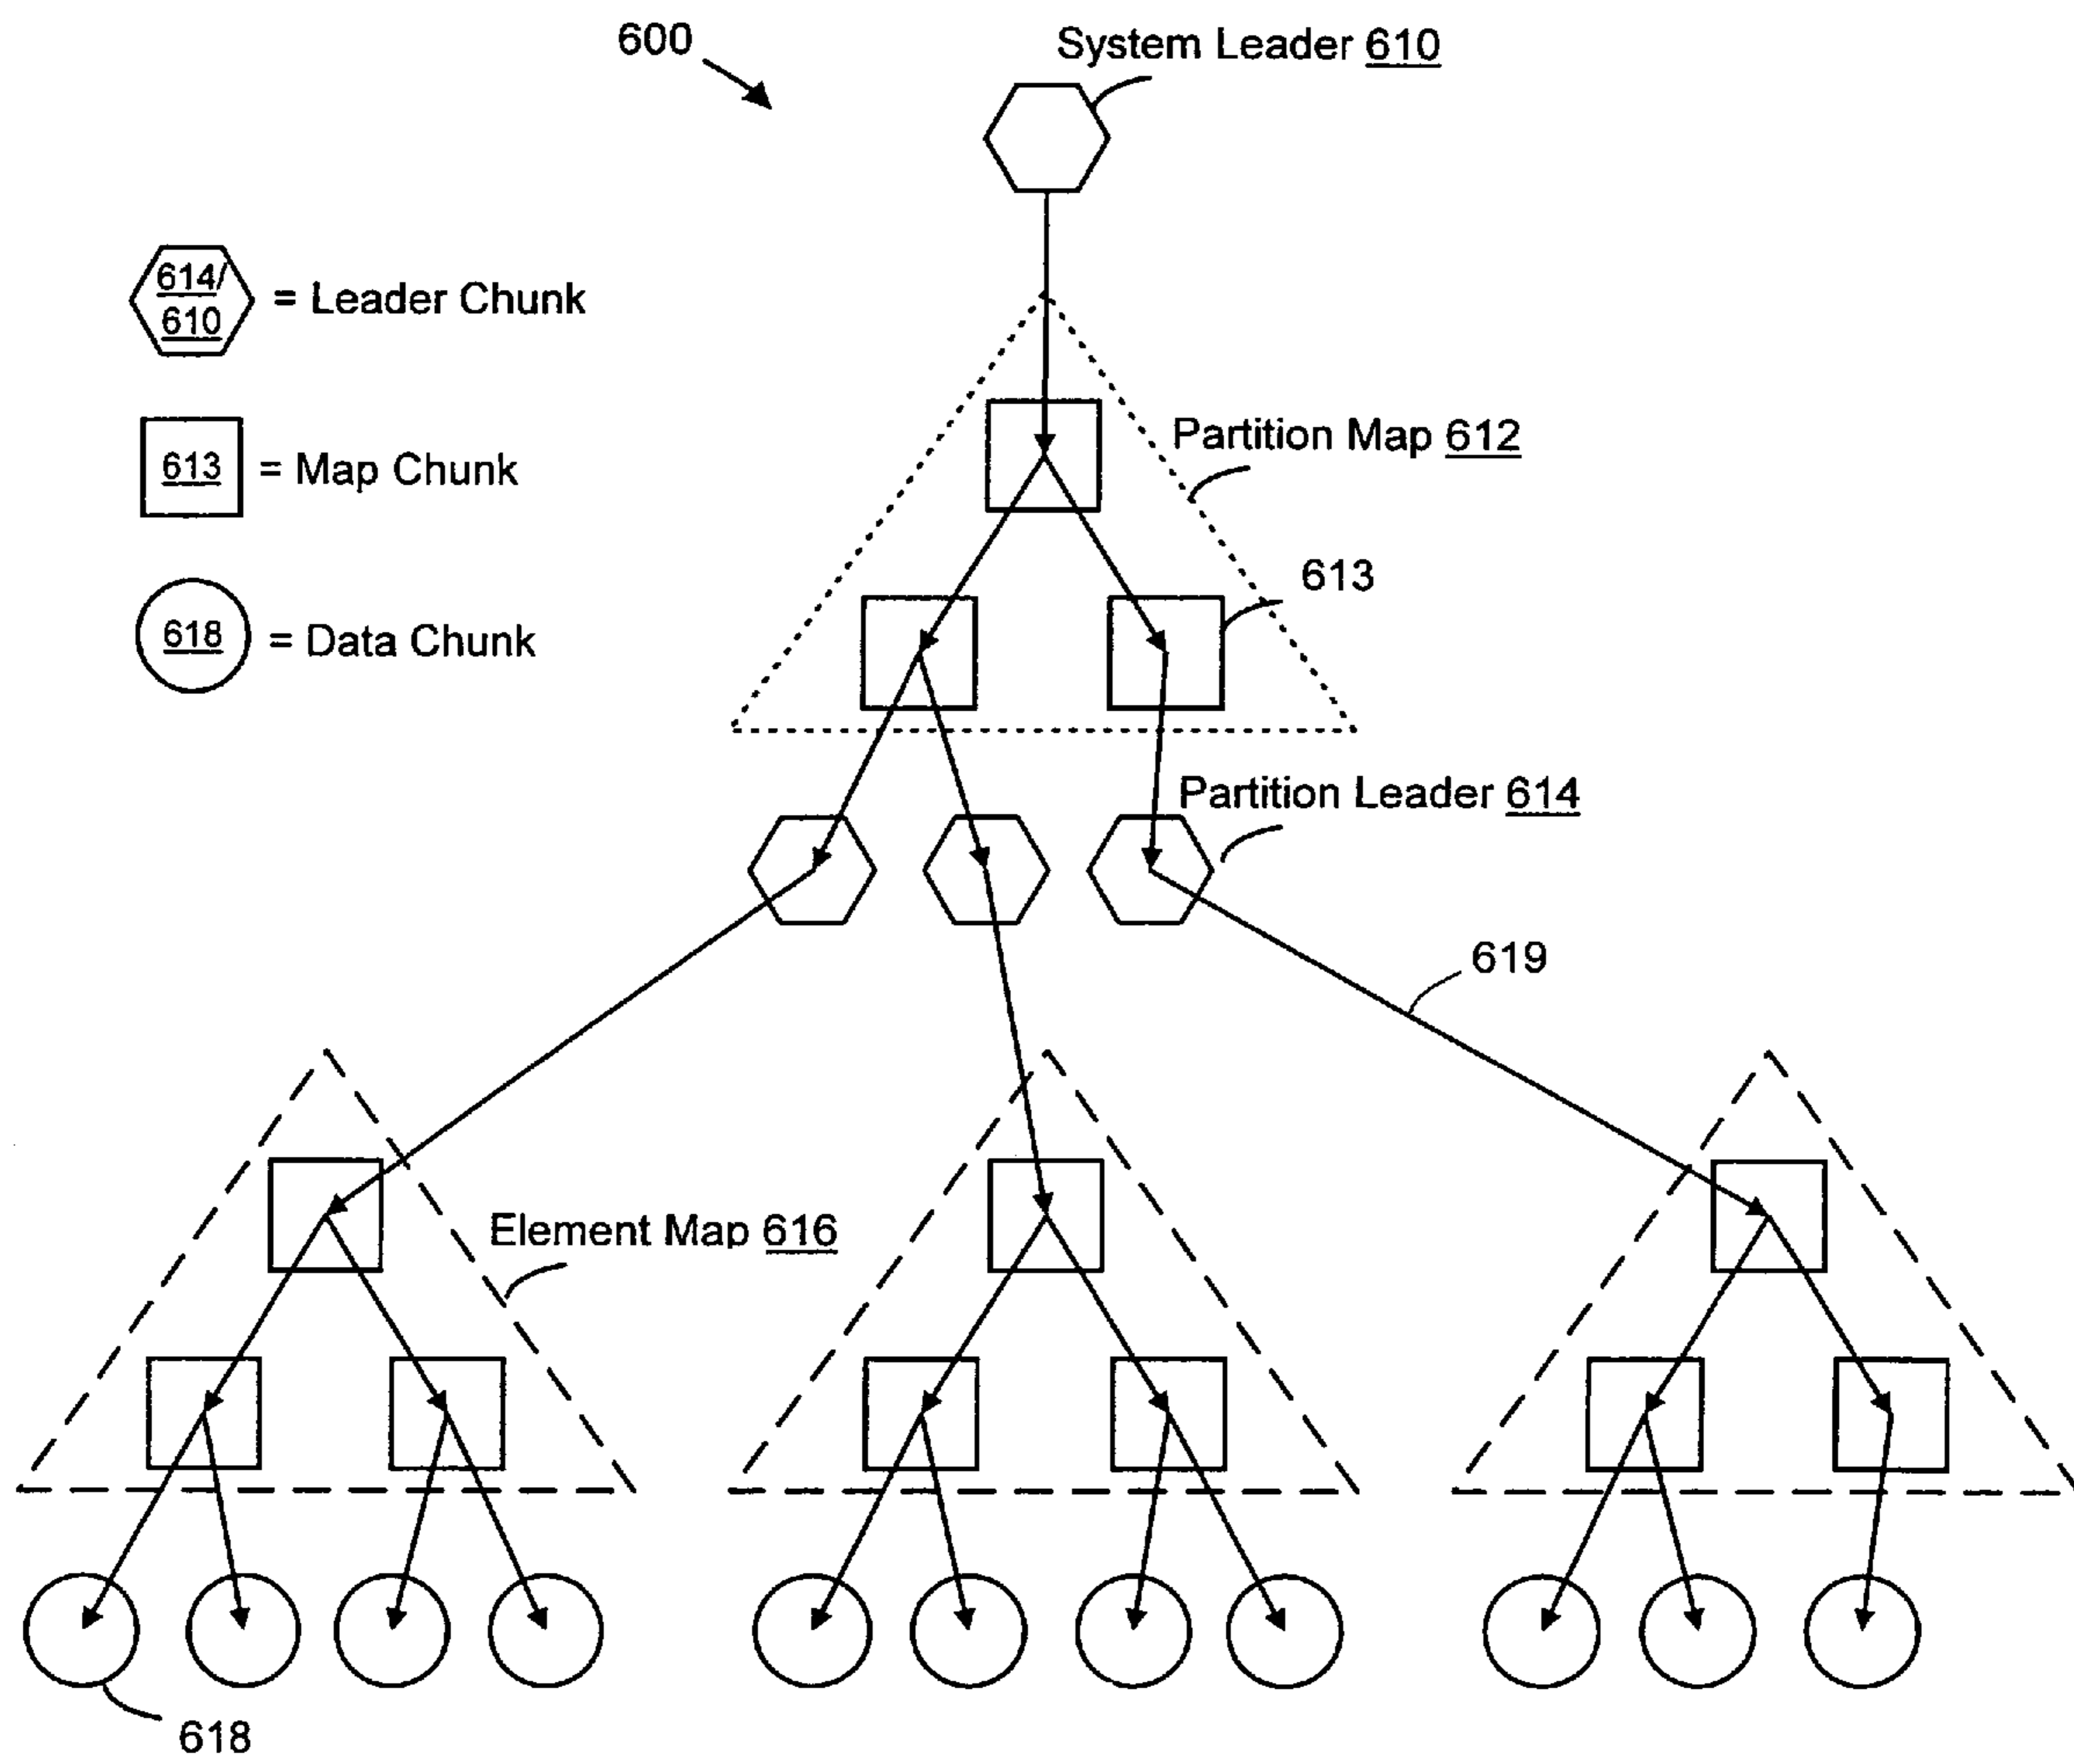 600
System Leader 610
614/
610
= Leader Chunk
Partition Map 612
613
= Map Chunk
613
618
= Data Chunk
Partition Leader 614
619
Element Map 616
618